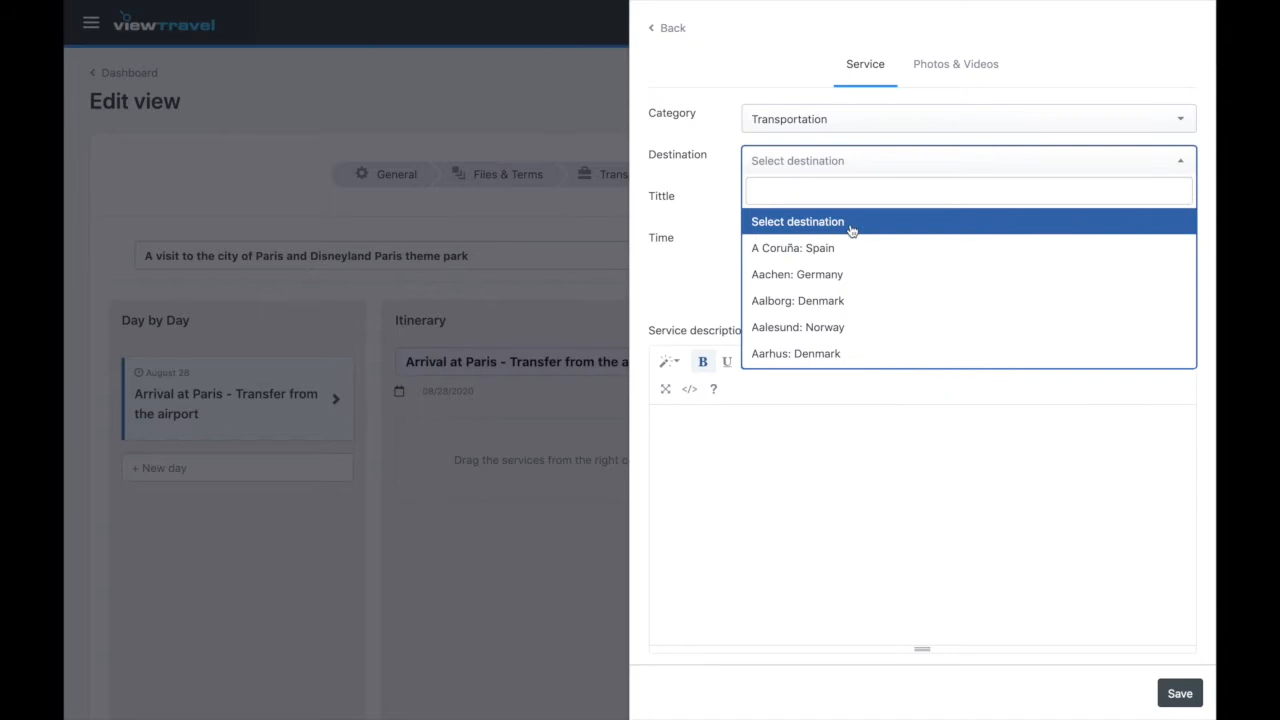 viewtravel
Dashboard
Edit view
General
Files & Terms
Trans
A visit to the city of Paris and Disneyland Paris theme park
Day by Day
August 28
Arrival at Paris - Transfer from
the airport
+ New day
Itinerary
Arrival at Paris - Transfer from the a
08/28/2020
Drag the services from the right c
Back
Service
Photos & Videos
Category
Transportation
Destination
Select destination
Tittle
Time
Select destination
A Coruña: Spain
Aachen: Germany
Aalborg: Denmark
Aalesund: Norway
Aarhus: Denmark
Service descriptio
B
U
</>
?
Save